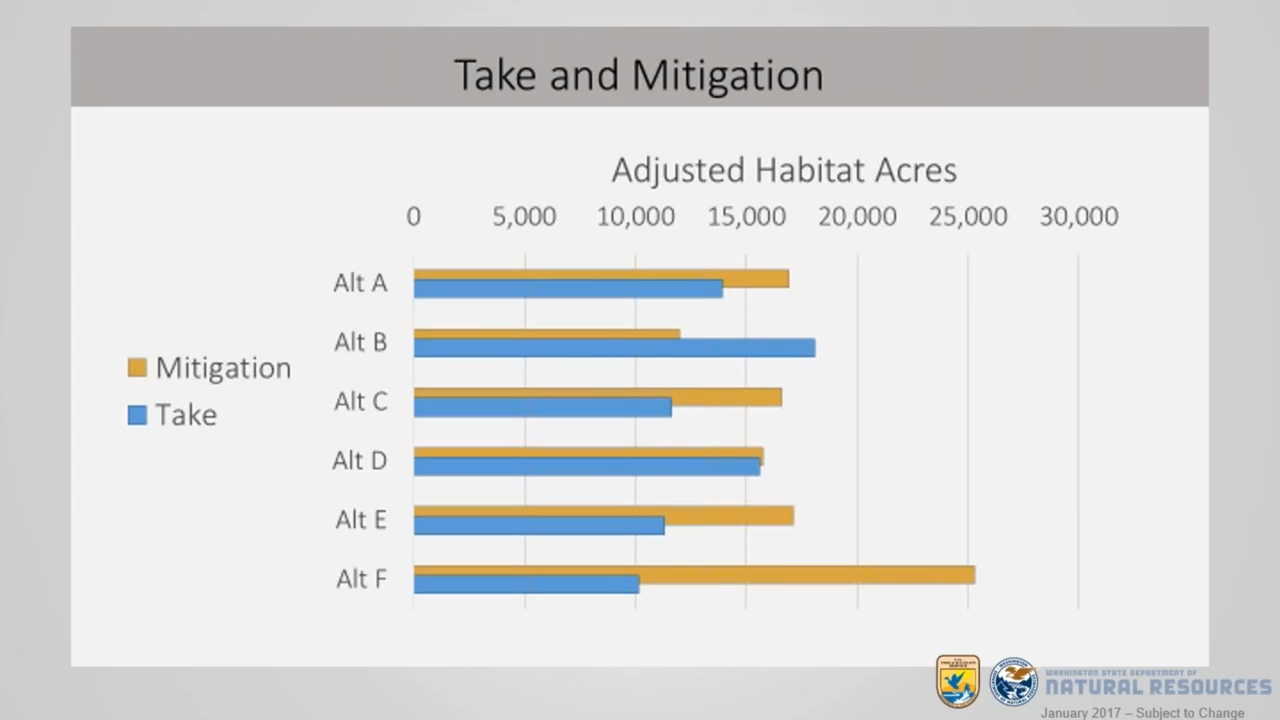 Take and Mitigation
Adjusted Habitat Acres
0 5,000 10,000 15,000 20,000 25,000 30,000
Alt A
Alt B
Alt C
Alt D
Alt E
Alt F
Mitigation
Take
WASHINGTON STATE DEPARTMENT OF
NATURAL RESOURCES
January 2017 – Subject to Change